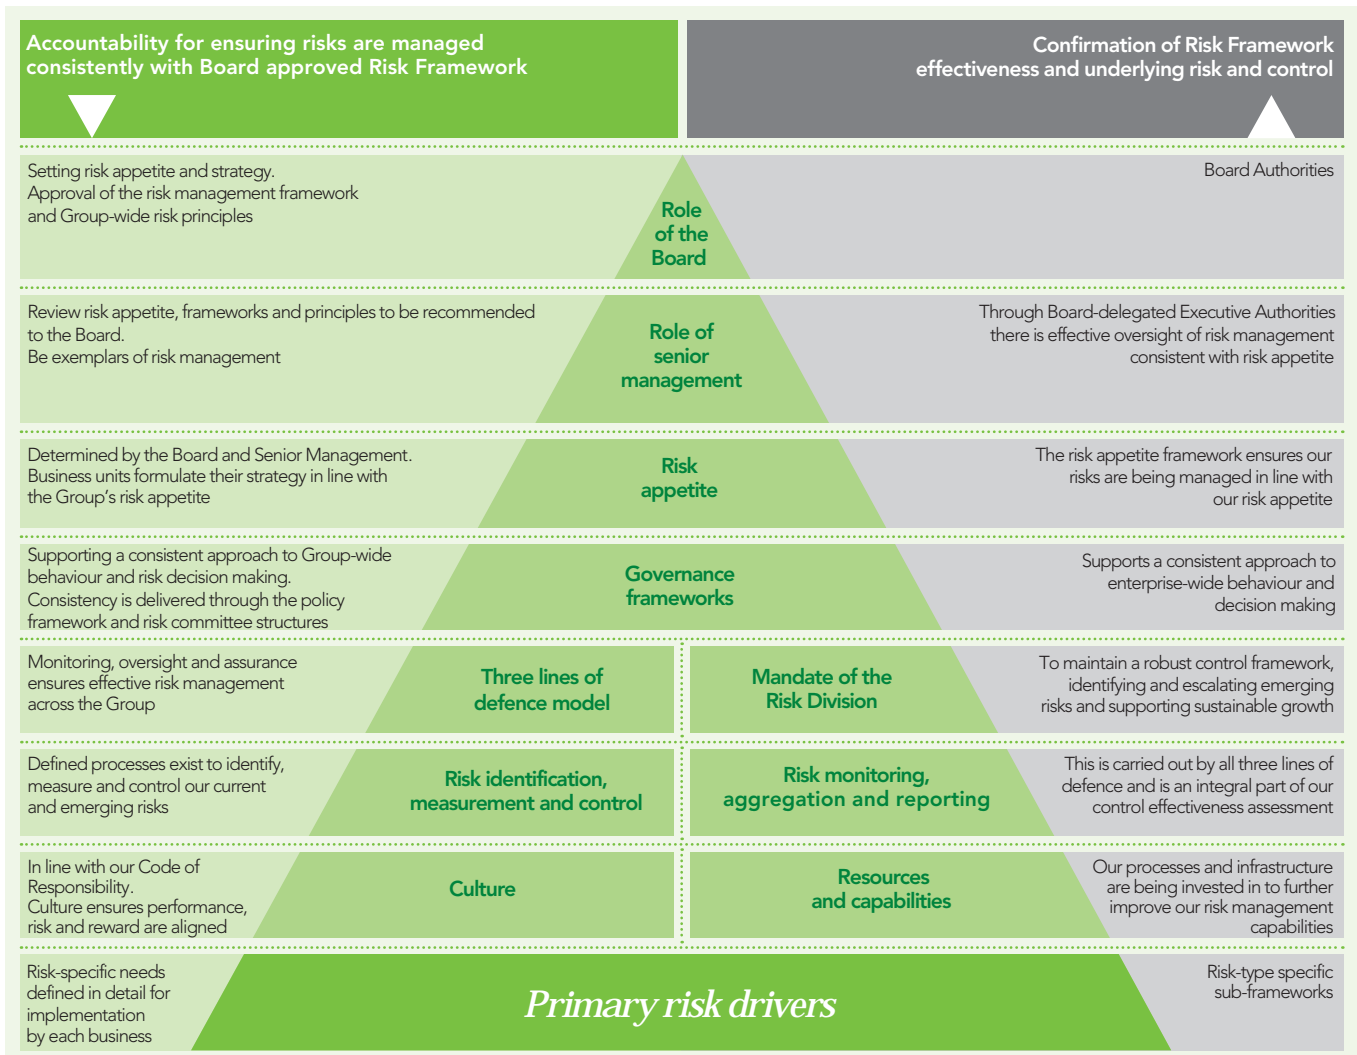 Accountability for ensuring risks are managed
consistently with Board approved Risk Framework
Confirmation of Risk Framework
effectiveness and underlying risk and control
Setting risk appetite and strategy.
Approval of the risk management framework
and Group-wide risk principles
Role
of the
Board
Board Authorities
Review risk appetite, frameworks and principles to be recommended
to the Board.
Be exemplars of risk management
Role of
senior
management
Through Board-delegated Executive Authorities
there is effective oversight of risk management
consistent with risk appetite
Determined by the Board and Senior Management.
Business units formulate their strategy in line with
the Group's risk appetite
Risk
appetite
The risk appetite framework ensures our
risks are being managed in line with
our risk appetite
Supporting a consistent approach to Group-wide
behaviour and risk decision making.
Consistency is delivered through the policy
framework and risk committee structures
Governance
frameworks
Supports a consistent approach to
enterprise-wide behaviour and
decision making
Monitoring, oversight and assurance
ensures effective risk management
across the Group
Three lines of
defence model
Mandate of the
Risk Division
To maintain a robust control framework,
identifying and escalating emerging
risks and supporting sustainable growth
Defined processes exist to identify,
measure and control our current
and emerging risks
Risk identification,
measurement and control
Risk monitoring,
aggregation and reporting
This is carried out by all three lines of
defence and is an integral part of our
control effectiveness assessment
In line with our Code of
Responsibility.
Culture ensures performance,
risk and reward are aligned
Culture
Resources
and capabilities
Our processes and infrastructure
are being invested in to further
improve our risk management
capabilities
Risk-specific needs
defined in detail for
implementation
by each business
Primary risk drivers
Risk-type specific
sub-frameworks